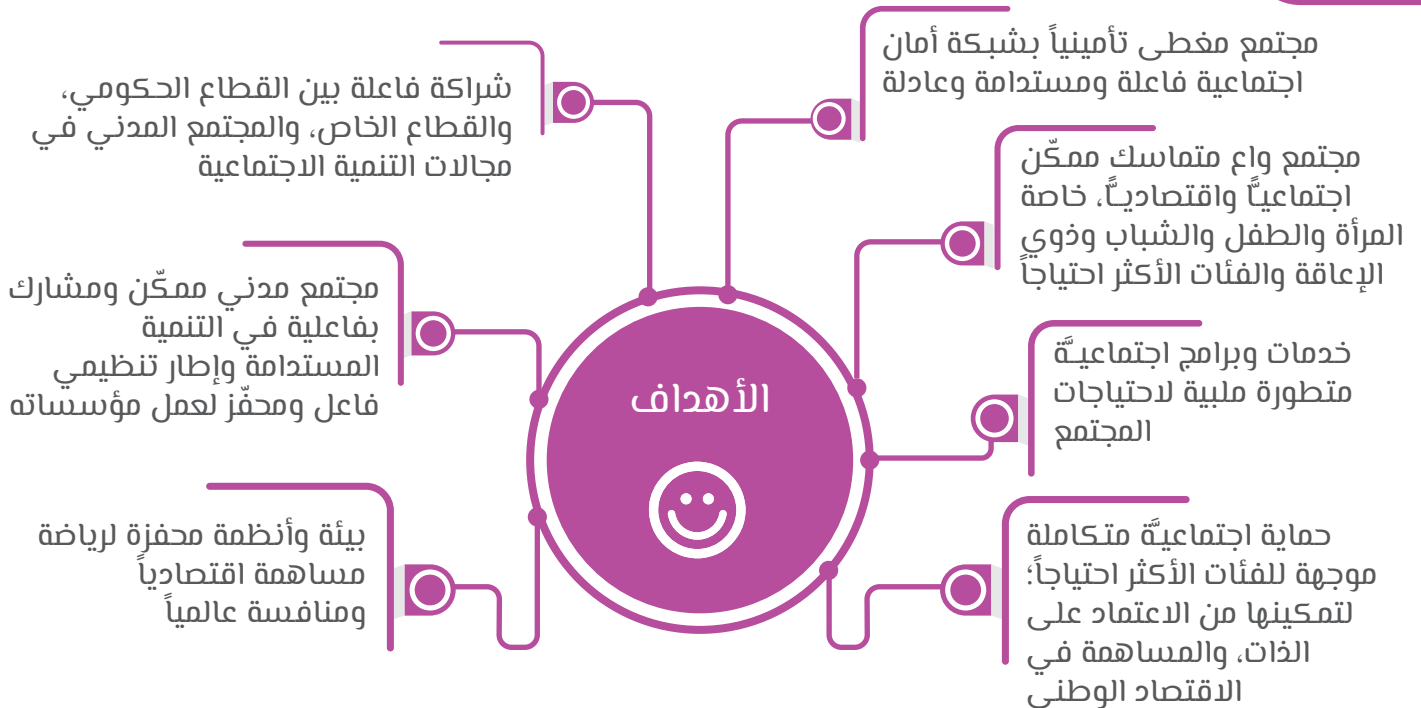 الأهداف
مجتمع مغطى تأمينياً بشبكة أمان
اجتماعية فاعلة ومستدامة وعادلة
مجتمع واع متماسك ممكّن
اجتماعيّاً واقتصاديّاً، خاصة
المرأة والطفل والشباب وذوي
الإعاقة والفئات الأكثر احتياجاً
خدمات وبرامج اجتماعيّة
متطورة ملبية لاحتياجات
المجتمع
حماية اجتماعيّة متكاملة
موجهة للفئات الأكثر احتياجاً؛
لتمكينها من الاعتماد على
الذات، والمساهمة في
الاقتصاد الوطني
شراكة فاعلة بين القطاع الحكومي،
والقطاع الخاص، والمجتمع المدني في
مجالات التنمية الاجتماعية
مجتمع مدني ممكّن ومشارك
بفاعلية في التنمية
المستدامة وإطار تنظيمي
فاعل ومحفّز لعمل مؤسساته
بيئة وأنظمة محفزة لرياضة
مساهمة اقتصادياً
ومنافسة عالمياً